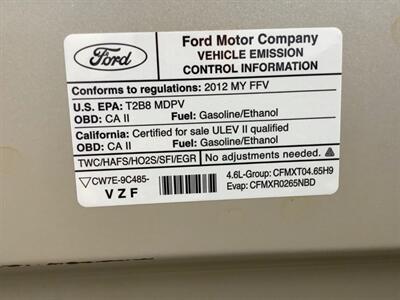 Ford
Ford Motor Company
VEHICLE EMISSION
CONTROL INFORMATION
Conforms to regulations: 2012 MY FFV
U.S. EPA: T2B8 MDPV
OBD: CA II Fuel: Gasoline/Ethanol
California: Certified for sale ULEV II qualified
OBD: CA II Fuel: Gasoline/Ethanol
TWC/HAFS/HO2S/SFI/EGR No adjustments needed.
CW7E-9C485- 4.6L-Group: CFMXT04.65H9
VZF Evap: CFMXR0265NBD